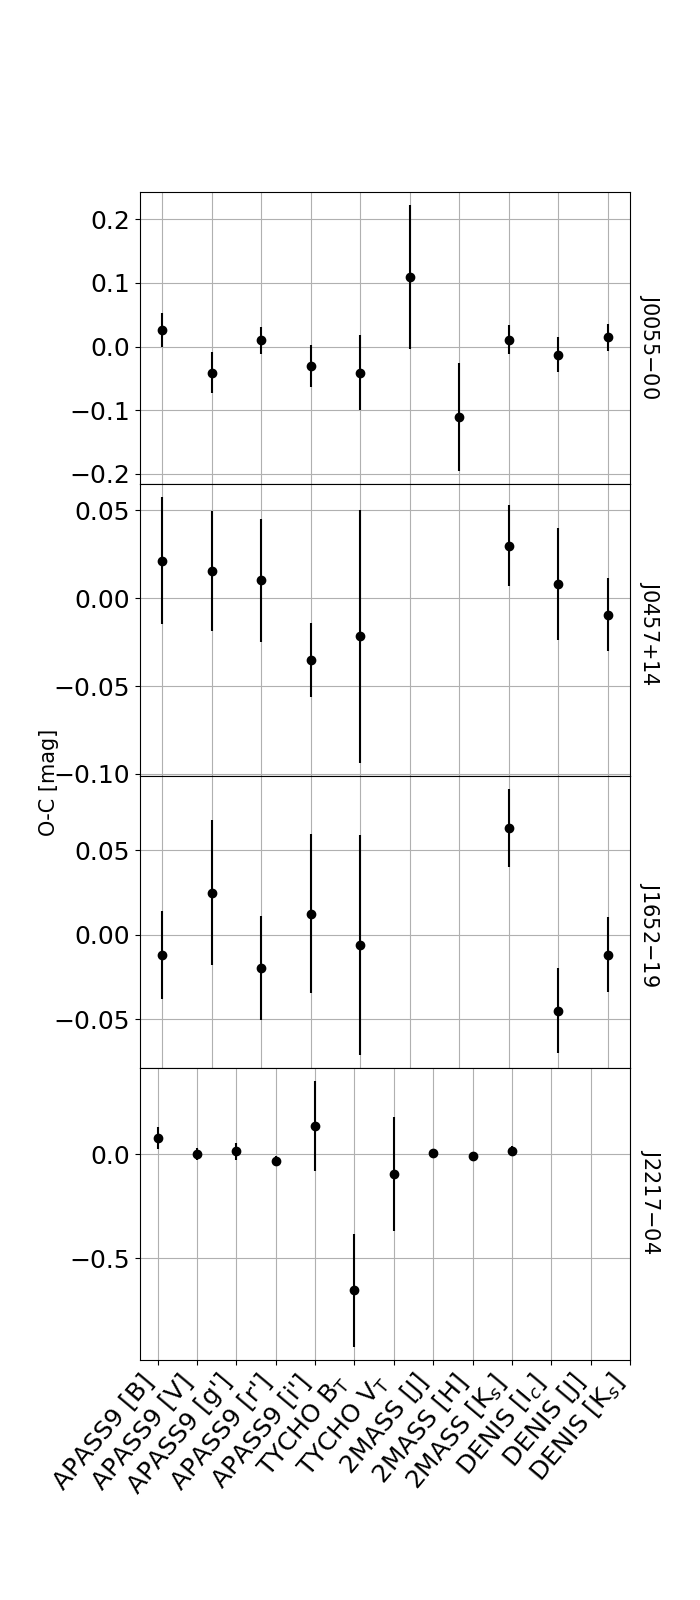 0.2
0.1
0.0
−0.1
−0.2
J0055−00
0.05
0.00
−0.05
−0.10
J0457+14
O-C [mag]
0.05
0.00
−0.05
J1652−19
0.0
−0.5
J2217−04
APASS9 [B]
APASS9 [V]
APASS9 [g']
APASS9 [r']
APASS9 [i']
TYCHO B_T
TYCHO V_T
2MASS [J]
2MASS [H]
2MASS [K_s]
DENIS [I_c]
DENIS [J]
DENIS [K_s]